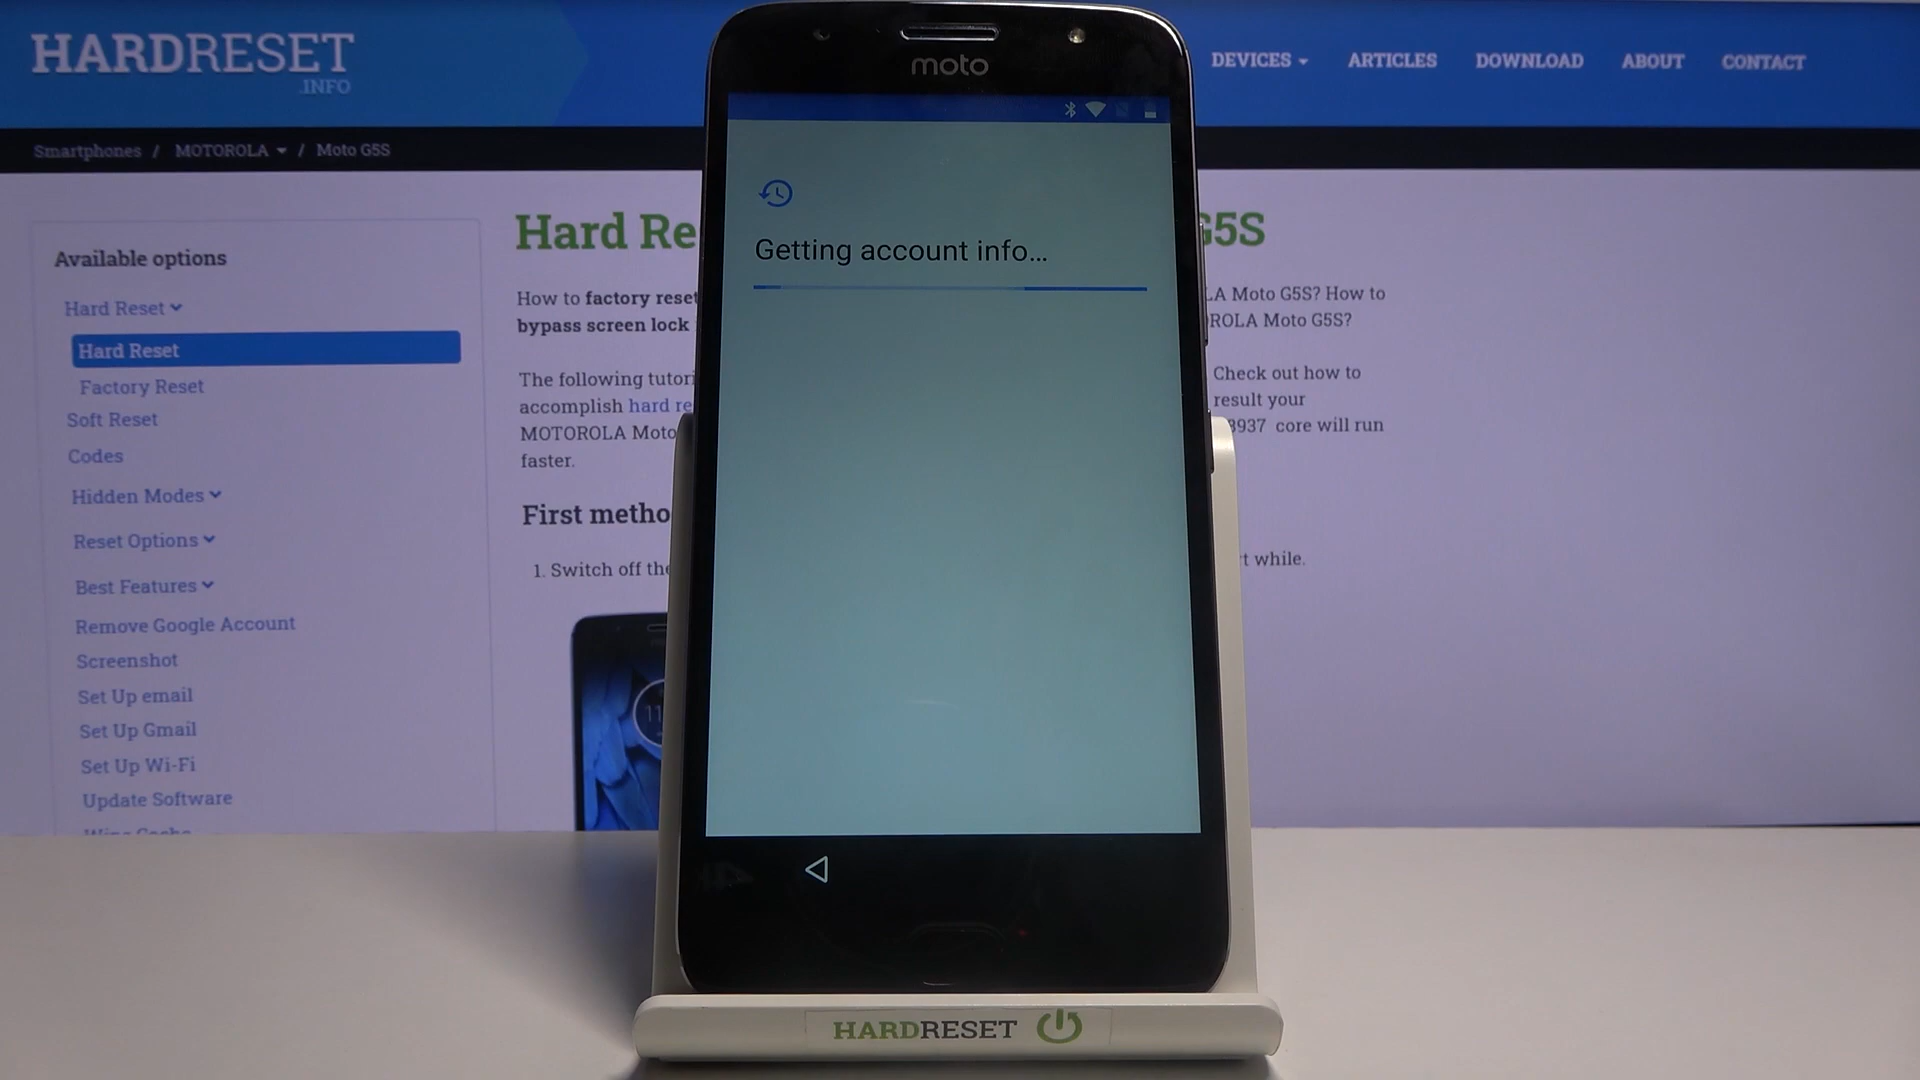 HARDRESET
.INFO
DEVICES
ARTICLES
DOWNLOAD
ABOUT
CONTACT
Smartphones / MOTOROLA / Moto G5S
moto
Getting account info...
Available options
Hard Reset
Hard Reset
Factory Reset
Soft Reset
Codes
Hidden Modes
Reset Options
Best Features
Remove Google Account
Screenshot
Set Up email
Set Up Gmail
Set Up Wi-Fi
Update Software
Wipe Cache
Hard Re
G5S
How to factory reset
LA Moto G5S? How to
bypass screen lock
ROLA Moto G5S?
The following tutori
Check out how to
accomplish hard re
result your
MOTOROLA Moto
8937 core will run
faster.
First metho
1. Switch off the
t while.
11
HARDRESET